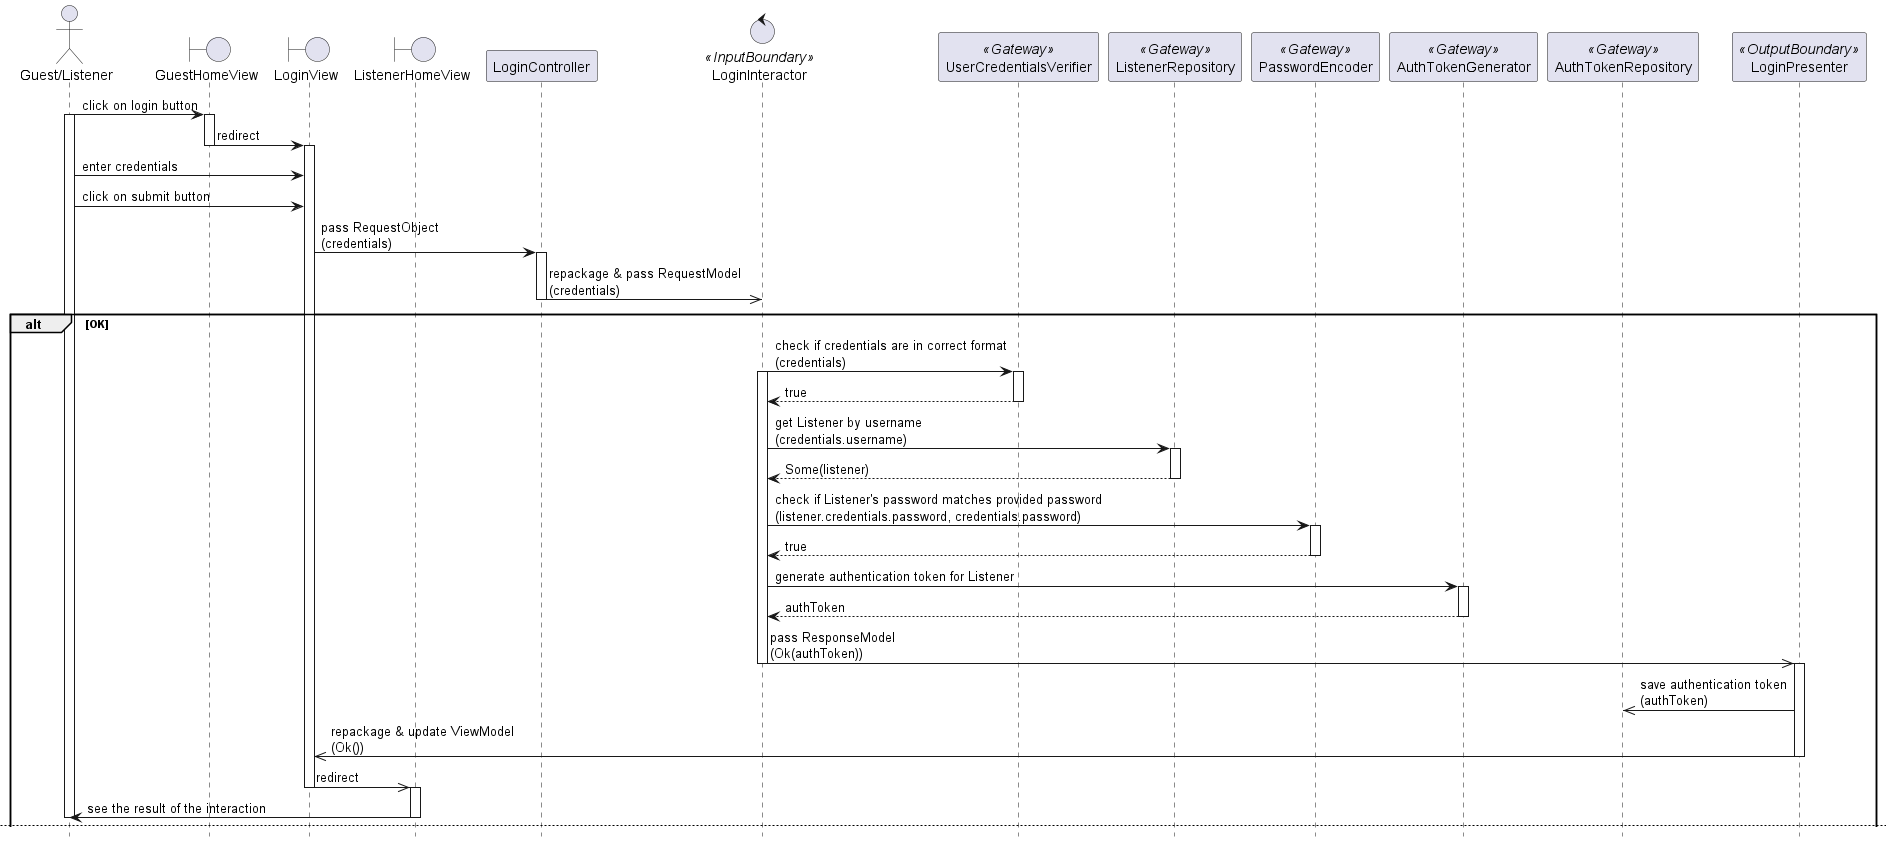 Guest/Listener
GuestHomeView
LoginView
ListenerHomeView
LoginController
«InputBoundary»
LoginInteractor
«Gateway»
UserCredentialsVerifier
«Gateway»
ListenerRepository
«Gateway»
PasswordEncoder
«Gateway»
AuthTokenGenerator
«Gateway»
AuthTokenRepository
«OutputBoundary»
LoginPresenter
click on login button
redirect
enter credentials
click on submit button
pass RequestObject
(credentials)
repackage & pass RequestModel
(credentials)
alt [OK]
check if credentials are in correct format
(credentials)
true
get Listener by username
(credentials.username)
Some(listener)
check if Listener's password matches provided password
(listener.credentials.password, credentials.password)
true
generate authentication token for Listener
authToken
pass ResponseModel
(Ok(authToken))
save authentication token
(authToken)
repackage & update ViewModel
(Ok())
redirect
see the result of the interaction